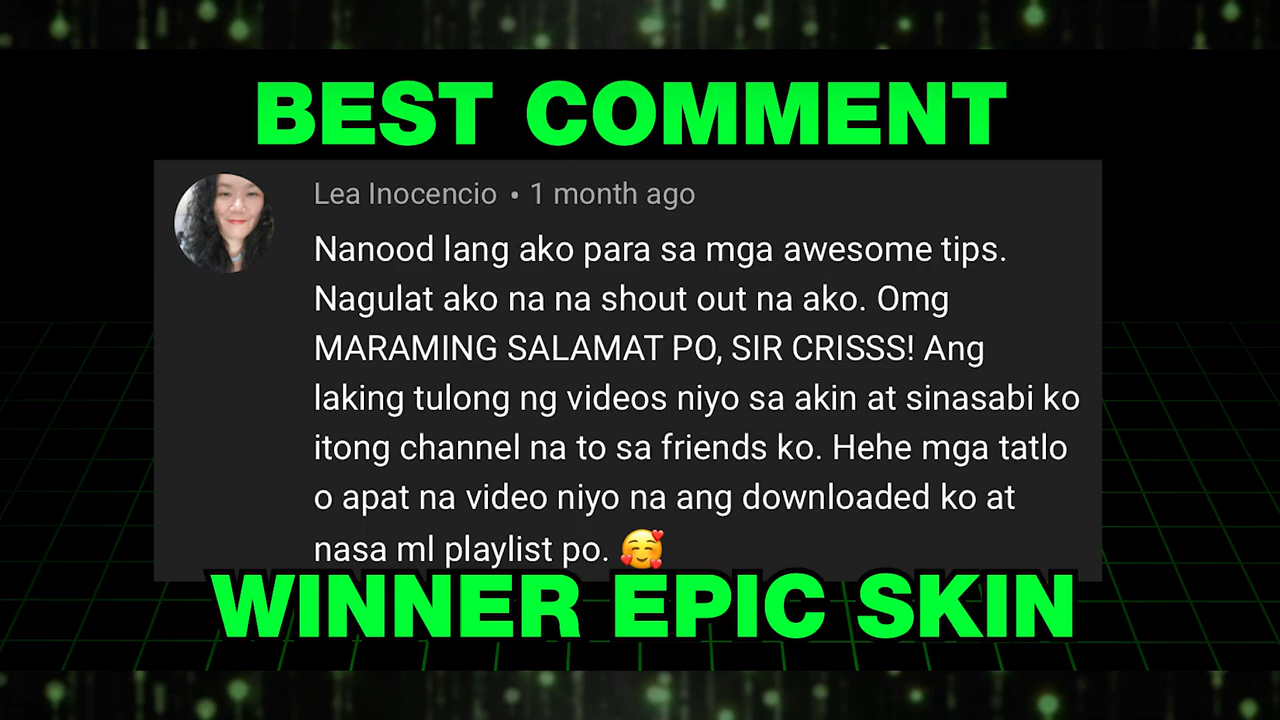 BEST COMMENT
Lea Inocencio • 1 month ago
Nanood lang ako para sa mga awesome tips.
Nagulat ako na na shout out na ako. Omg
MARAMING SALAMAT PO, SIR CRISSS! Ang
laking tulong ng videos niyo sa akin at sinasabi ko
itong channel na to sa friends ko. Hehe mga tatlo
o apat na video niyo na ang downloaded ko at
nasa ml playlist po. 🥰
WINNER EPIC SKIN